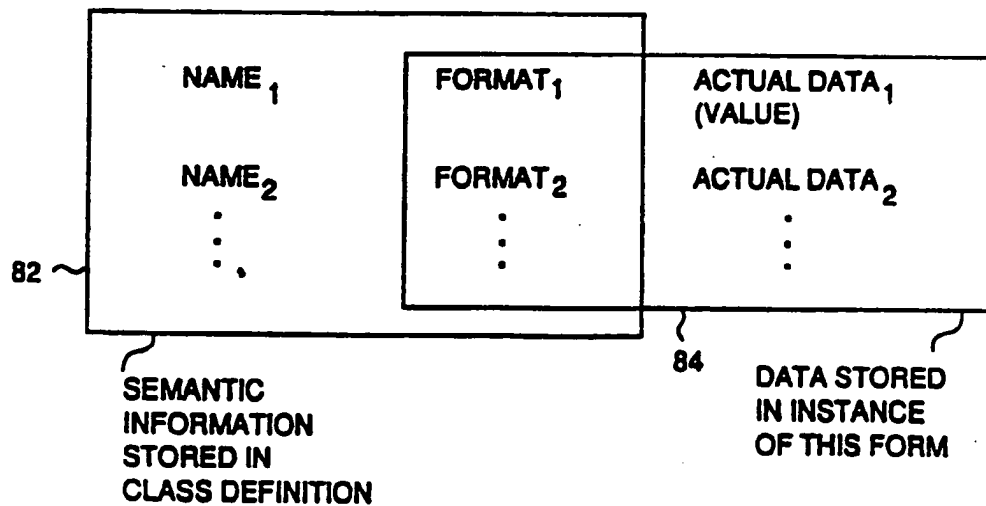 NAME₁ FORMAT₁ ACTUAL DATA₁
(VALUE)
NAME₂ FORMAT₂ ACTUAL DATA₂
82
84
SEMANTIC
INFORMATION
STORED IN
CLASS DEFINITION
DATA STORED
IN INSTANCE
OF THIS FORM